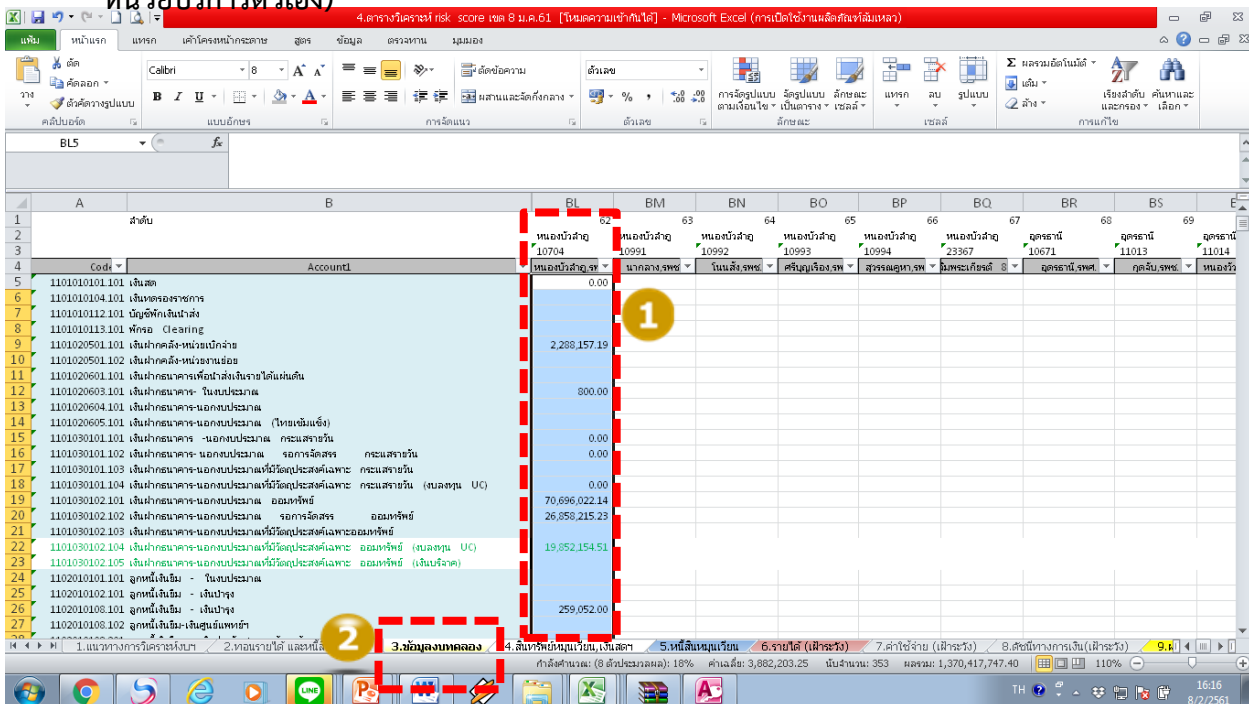 หน่วยบริการตัวเอง)
4.ตารางวิเคราะห์ risk score เขต 8 ม.ค.61 [โหมดความเข้ากันได้] - Microsoft Excel (การเปิดใช้งานผลิตภัณฑ์ล้มเหลว)
แฟ้ม หน้าแรก แทรก เค้าโครงหน้ากระดาษ สูตร ข้อมูล ตรวจทาน มุมมอง
วาง
ตัด
คัดลอก
ตัวคัดวางรูปแบบ
คลิปบอร์ด
Calibri 8
B I U
แบบอักษร
ตัดข้อความ
ผสานและจัดกึ่งกลาง
การจัดแนว
ตัวเลข
% ,
ตัวเลข
การจัดรูปแบบตามเงื่อนไข
จัดรูปแบบเป็นตาราง
ลักษณะเซลล์
ลักษณะ
แทรก ลบ รูปแบบ
เซลล์
Σ ผลรวมอัตโนมัติ
เติม
ล้าง
เรียงลำดับและกรอง
ค้นหาและเลือก
การแก้ไข
BL5 fx
A B BL BM BN BO BP BQ BR BS
1 ลำดับ 62 63 64 65 66 67 68 69
2 หนองบัวลำภู หนองบัวลำภู หนองบัวลำภู หนองบัวลำภู หนองบัวลำภู หนองบัวลำภู อุดรธานี อุดรธานี อุดรธานี
3 10704 10991 10992 10993 10994 23367 10671 11013 11014
4 Code Account1 หนองบัวลำภู,รพ นากลาง,รพช โนนสัง,รพช. ศรีบุญเรือง,รพ สุวรรณคูหา,รพ มพระเกียรติ 8 อุดรธานี,รพศ. กุดจับ,รพช. หนองวัว
5 1101010101.101 เงินสด 0.00
6 1101010104.101 เงินทดรองราชการ
7 1101010112.101 บัญชีพักเงินนำส่ง
8 1101010113.101 พักรอ Clearing
9 1101020501.101 เงินฝากคลัง-หน่วยเบิกจ่าย 2,288,157.19
10 1101020501.102 เงินฝากคลัง-หน่วยงานย่อย
11 1101020601.101 เงินฝากธนาคารเพื่อนำส่งเงินรายได้แผ่นดิน
12 1101020603.101 เงินฝากธนาคาร- ในงบประมาณ 800.00
13 1101020604.101 เงินฝากธนาคาร-นอกงบประมาณ
14 1101020605.101 เงินฝากธนาคาร-นอกงบประมาณ (ไทยเข้มแข็ง)
15 1101030101.101 เงินฝากธนาคาร -นอกงบประมาณ กระแสรายวัน 0.00
16 1101030101.102 เงินฝากธนาคาร- นอกงบประมาณ รอการจัดสรร กระแสรายวัน 0.00
17 1101030101.103 เงินฝากธนาคาร-นอกงบประมาณที่มีวัตถุประสงค์เฉพาะ กระแสรายวัน
18 1101030101.104 เงินฝากธนาคาร-นอกงบประมาณที่มีวัตถุประสงค์เฉพาะ กระแสรายวัน (งบลงทุน UC) 0.00
19 1101030102.101 เงินฝากธนาคาร-นอกงบประมาณ ออมทรัพย์ 70,696,022.14
20 1101030102.102 เงินฝากธนาคาร-นอกงบประมาณ รอการจัดสรร ออมทรัพย์ 26,858,215.23
21 1101030102.103 เงินฝากธนาคาร-นอกงบประมาณที่มีวัตถุประสงค์เฉพาะออมทรัพย์
22 1101030102.104 เงินฝากธนาคาร-นอกงบประมาณที่มีวัตถุประสงค์เฉพาะ ออมทรัพย์ (งบลงทุน UC) 19,852,154.51
23 1101030102.105 เงินฝากธนาคาร-นอกงบประมาณที่มีวัตถุประสงค์เฉพาะ ออมทรัพย์ (เงินบริจาค)
24 1102010101.101 ลูกหนี้เงินยืม - ในงบประมาณ
25 1102010102.101 ลูกหนี้เงินยืม - เงินบำรุง
26 1102010108.101 ลูกหนี้เงินยืม - เงินบำรุง 259,052.00
27 1102010108.102 ลูกหนี้เงินยืม-เงินศูนย์แพทย์ฯ
1
2
1.แนวทางการวิเคราะห์งบฯ 2.ทอนรายได้ และหนี้ส 3.ข้อมูลงบทดลอง 4.สินทรัพย์หมุนเวียน,เงินสดฯ 5.หนี้สินหมุนเวียน 6.รายได้ (เฝ้าระวัง) 7.ค่าใช้จ่าย (เฝ้าระวัง) 8.ดัชนีทางการเงิน(เฝ้าระวัง) 9.ผ
กำลังคำนวณ: (8 ตัวประมวลผล): 18% ค่าเฉลี่ย: 3,882,203.25 นับจำนวน: 353 ผลรวม: 1,370,417,747.40 110%
TH 16:16
8/2/2561